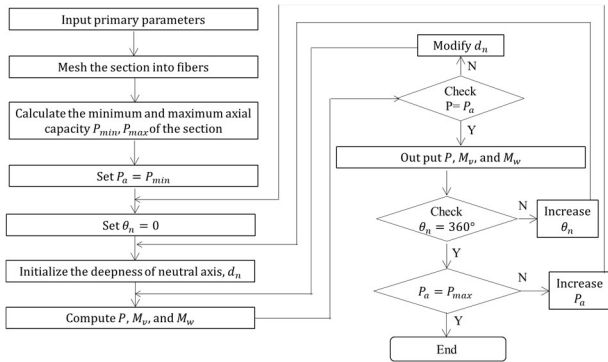 Input primary parameters
Mesh the section into fibers
Calculate the minimum and maximum axial
capacity P_min, P_max of the section
Set P_a = P_min
Set θ_n = 0
Initialize the deepness of neutral axis, d_n
Compute P, M_v, and M_w
Modify d_n
N
Check
P= P_a
Y
Out put P, M_v, and M_w
Check
θ_n = 360°
N
Increase
θ_n
Y
P_a = P_max
N
Increase
P_a
Y
End